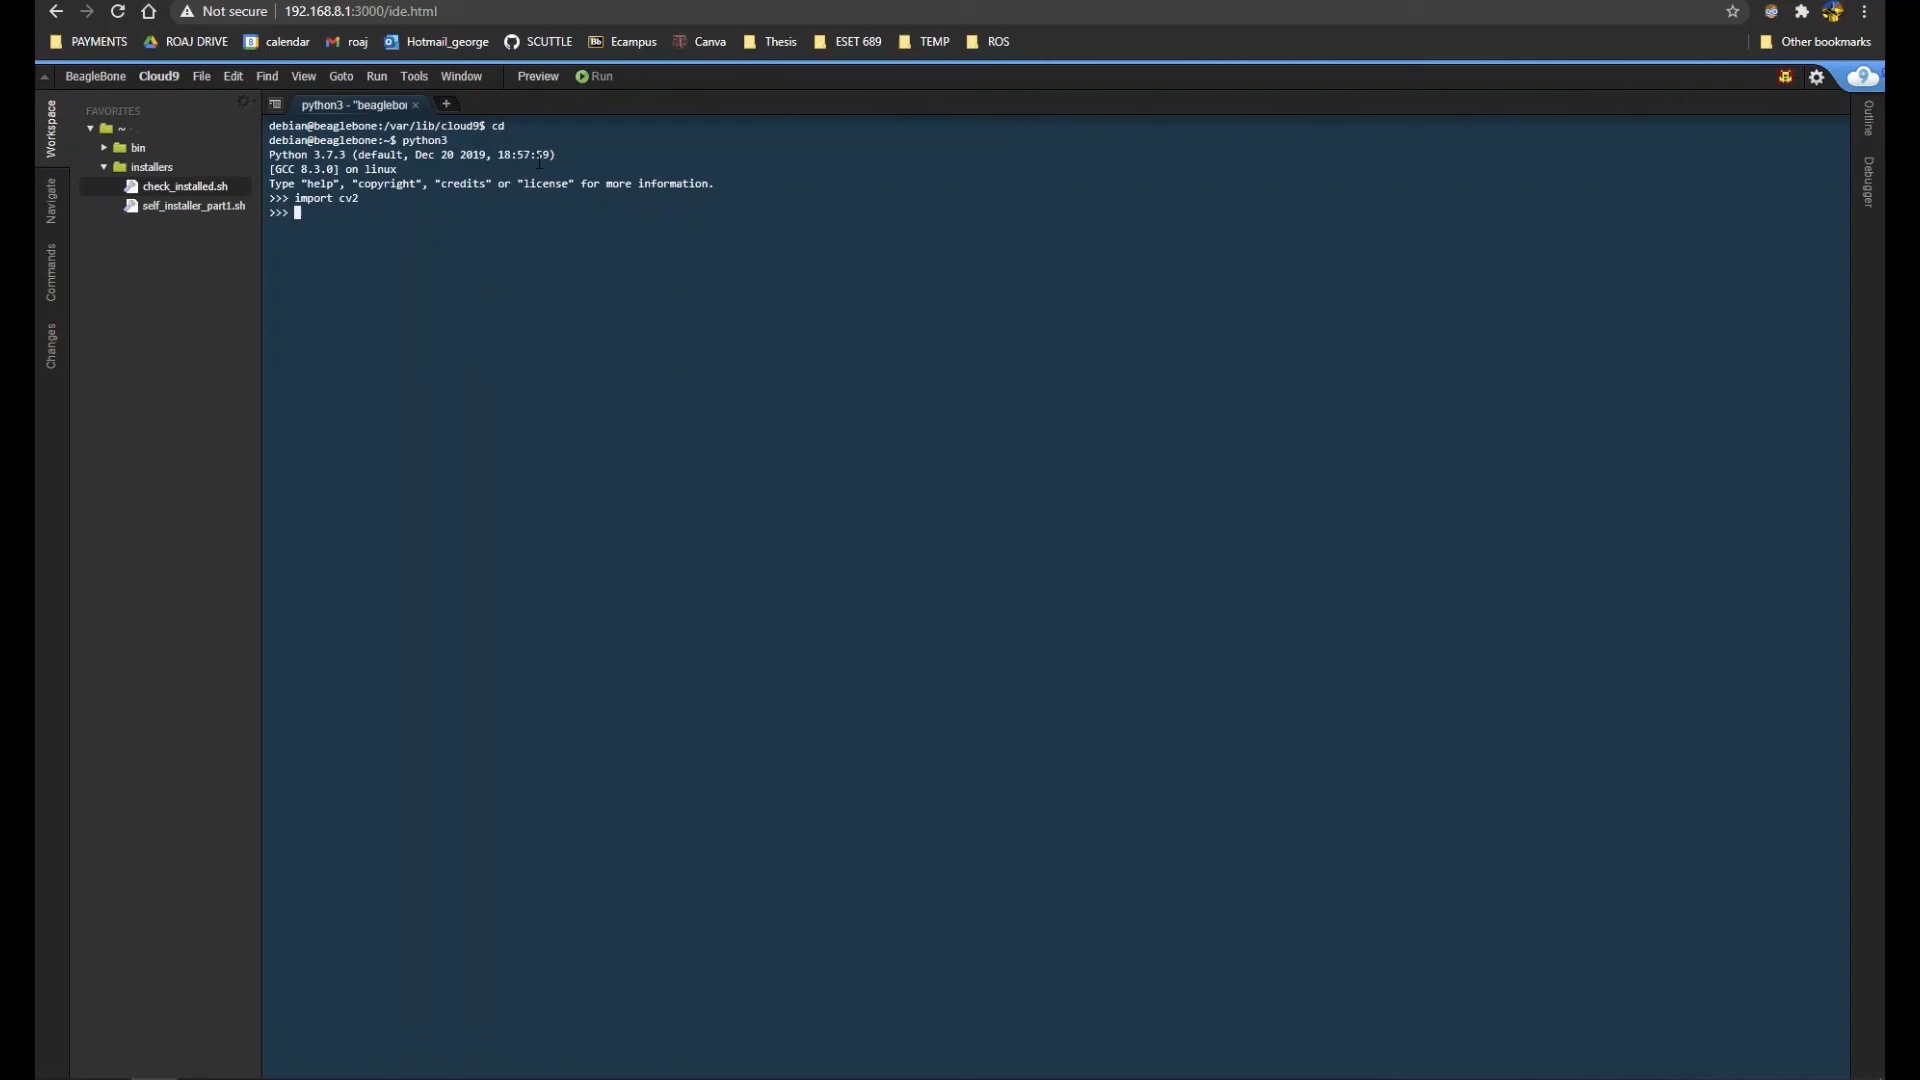 Not secure 192.168.8.1:3000/ide.html
PAYMENTS ROAJ DRIVE 8 calendar roaj Hotmail_george SCUTTLE Bb Ecampus Canva Thesis ESET 689 TEMP ROS Other bookmarks
BeagleBone Cloud9 File Edit Find View Goto Run Tools Window Preview Run 9
Workspace
Navigate
Commands
Changes
FAVORITES
~
bin
installers
check_installed.sh
self_installer_part1.sh
python3 - "beaglebon × +
debian@beaglebone:/var/lib/cloud9$ cd
debian@beaglebone:~$ python3
Python 3.7.3 (default, Dec 20 2019, 18:57:59)
[GCC 8.3.0] on linux
Type "help", "copyright", "credits" or "license" for more information.
>>> import cv2
>>>
Outline
Debugger